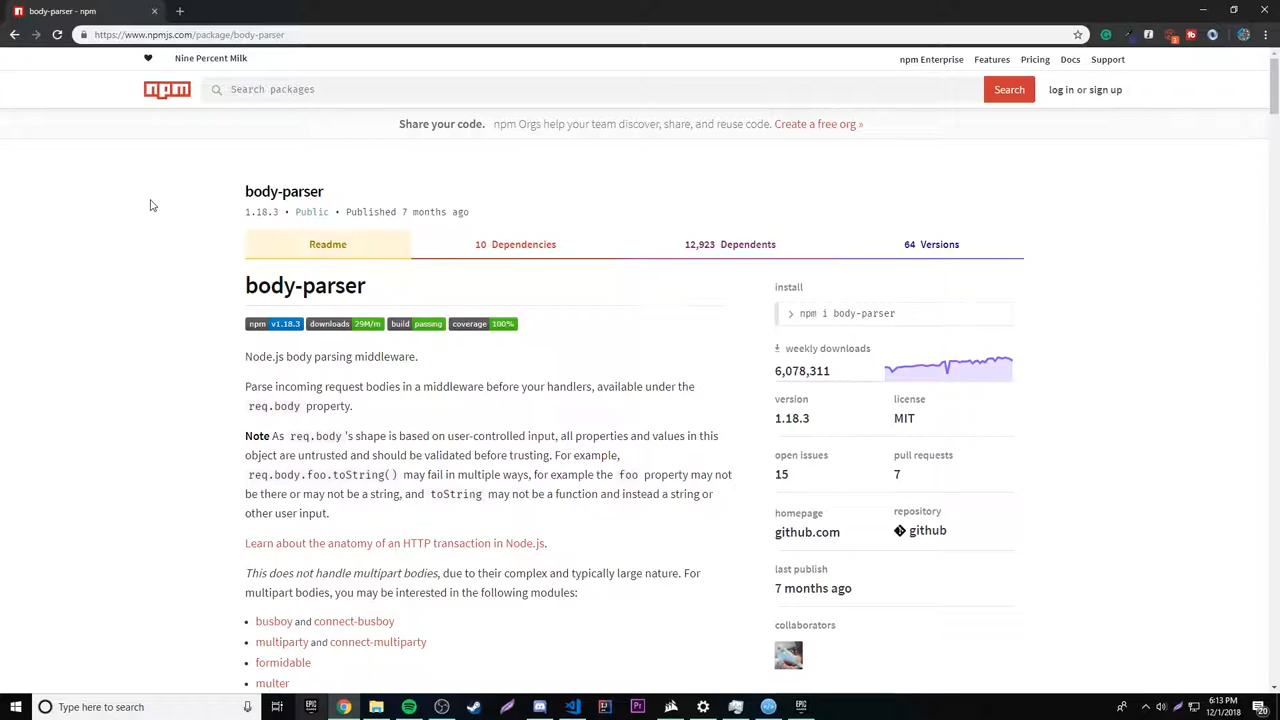 body-parser - npm
https://www.npmjs.com/package/body-parser
Nine Percent Milk
npm Enterprise Features Pricing Docs Support
npm
Search packages
Search
log in or sign up
Share your code. npm Orgs help your team discover, share, and reuse code. Create a free org »
body-parser
1.18.3 • Public • Published 7 months ago
Readme
10 Dependencies
12,923 Dependents
64 Versions
body-parser
npm v1.18.3 downloads 29M/m build passing coverage 100%
Node.js body parsing middleware.
Parse incoming request bodies in a middleware before your handlers, available under the
req.body property.
Note As req.body 's shape is based on user-controlled input, all properties and values in this
object are untrusted and should be validated before trusting. For example,
req.body.foo.toString() may fail in multiple ways, for example the foo property may not
be there or may not be a string, and toString may not be a function and instead a string or
other user input.
Learn about the anatomy of an HTTP transaction in Node.js.
This does not handle multipart bodies, due to their complex and typically large nature. For
multipart bodies, you may be interested in the following modules:
• busboy and connect-busboy
• multiparty and connect-multiparty
• formidable
• multer
install
> npm i body-parser
weekly downloads
6,078,311
version
1.18.3
license
MIT
open issues
15
pull requests
7
homepage
github.com
repository
github
last publish
7 months ago
collaborators
Type here to search
6:13 PM
12/1/2018
20